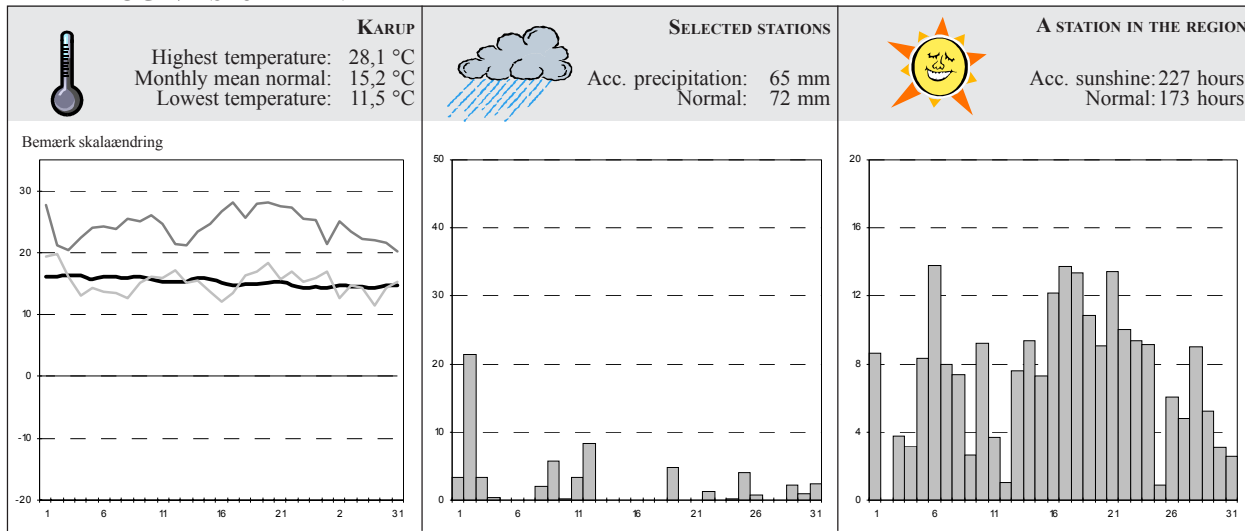 KARUP
Highest temperature: 28,1 °C
Monthly mean normal: 15,2 °C
Lowest temperature: 11,5 °C
SELECTED STATIONS
Acc. precipitation: 65 mm
Normal: 72 mm
A STATION IN THE REGION
Acc. sunshine: 227 hours
Normal: 173 hours
Bemærk skalaændring
30
20
10
0
-10
-20
1 6 11 16 21 2 31
50
40
30
20
10
0
1 6 11 16 21 26 31
20
16
12
8
4
0
1 6 11 16 21 26 31